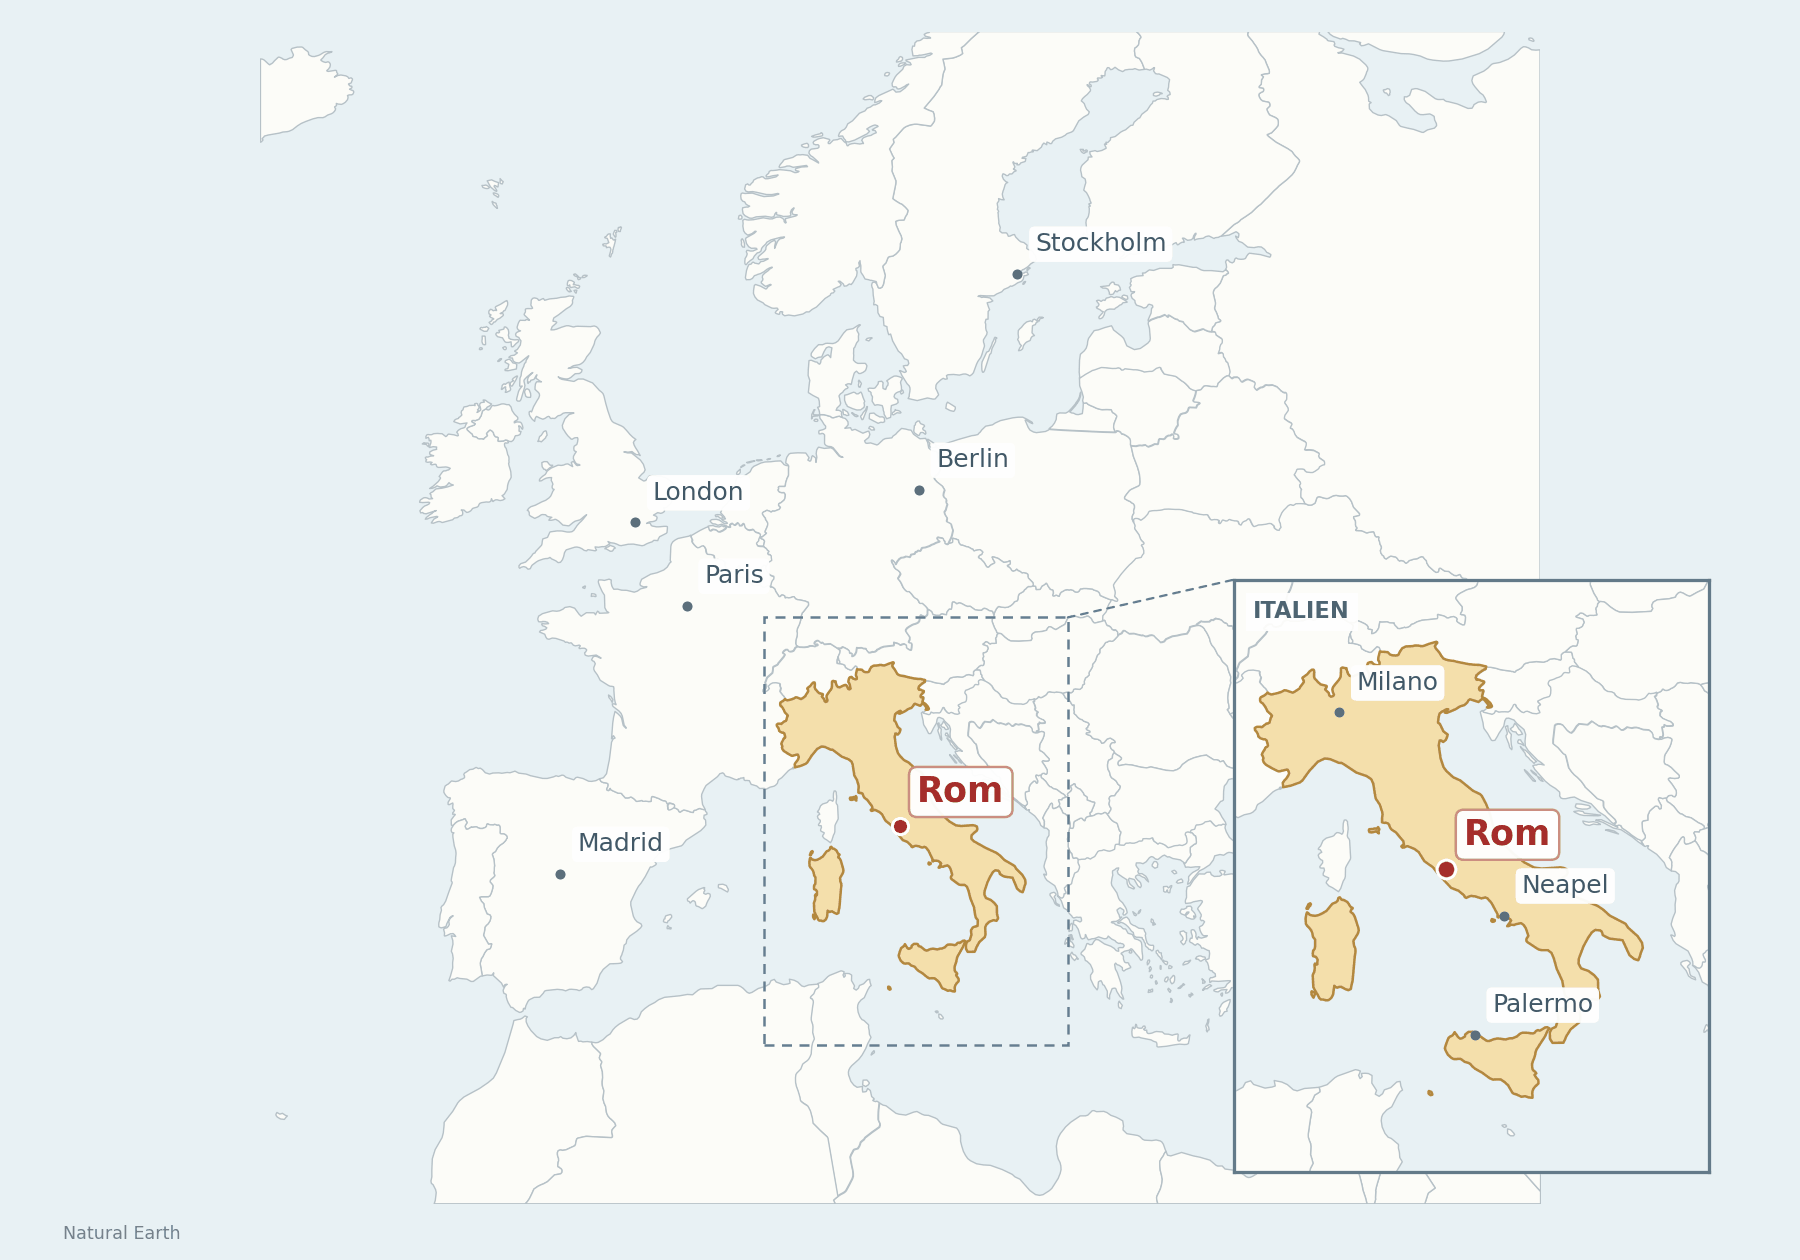 Stockholm
Berlin
London
Paris
Rom
Madrid
ITALIEN
Milano
Rom
Neapel
Palermo
Natural Earth